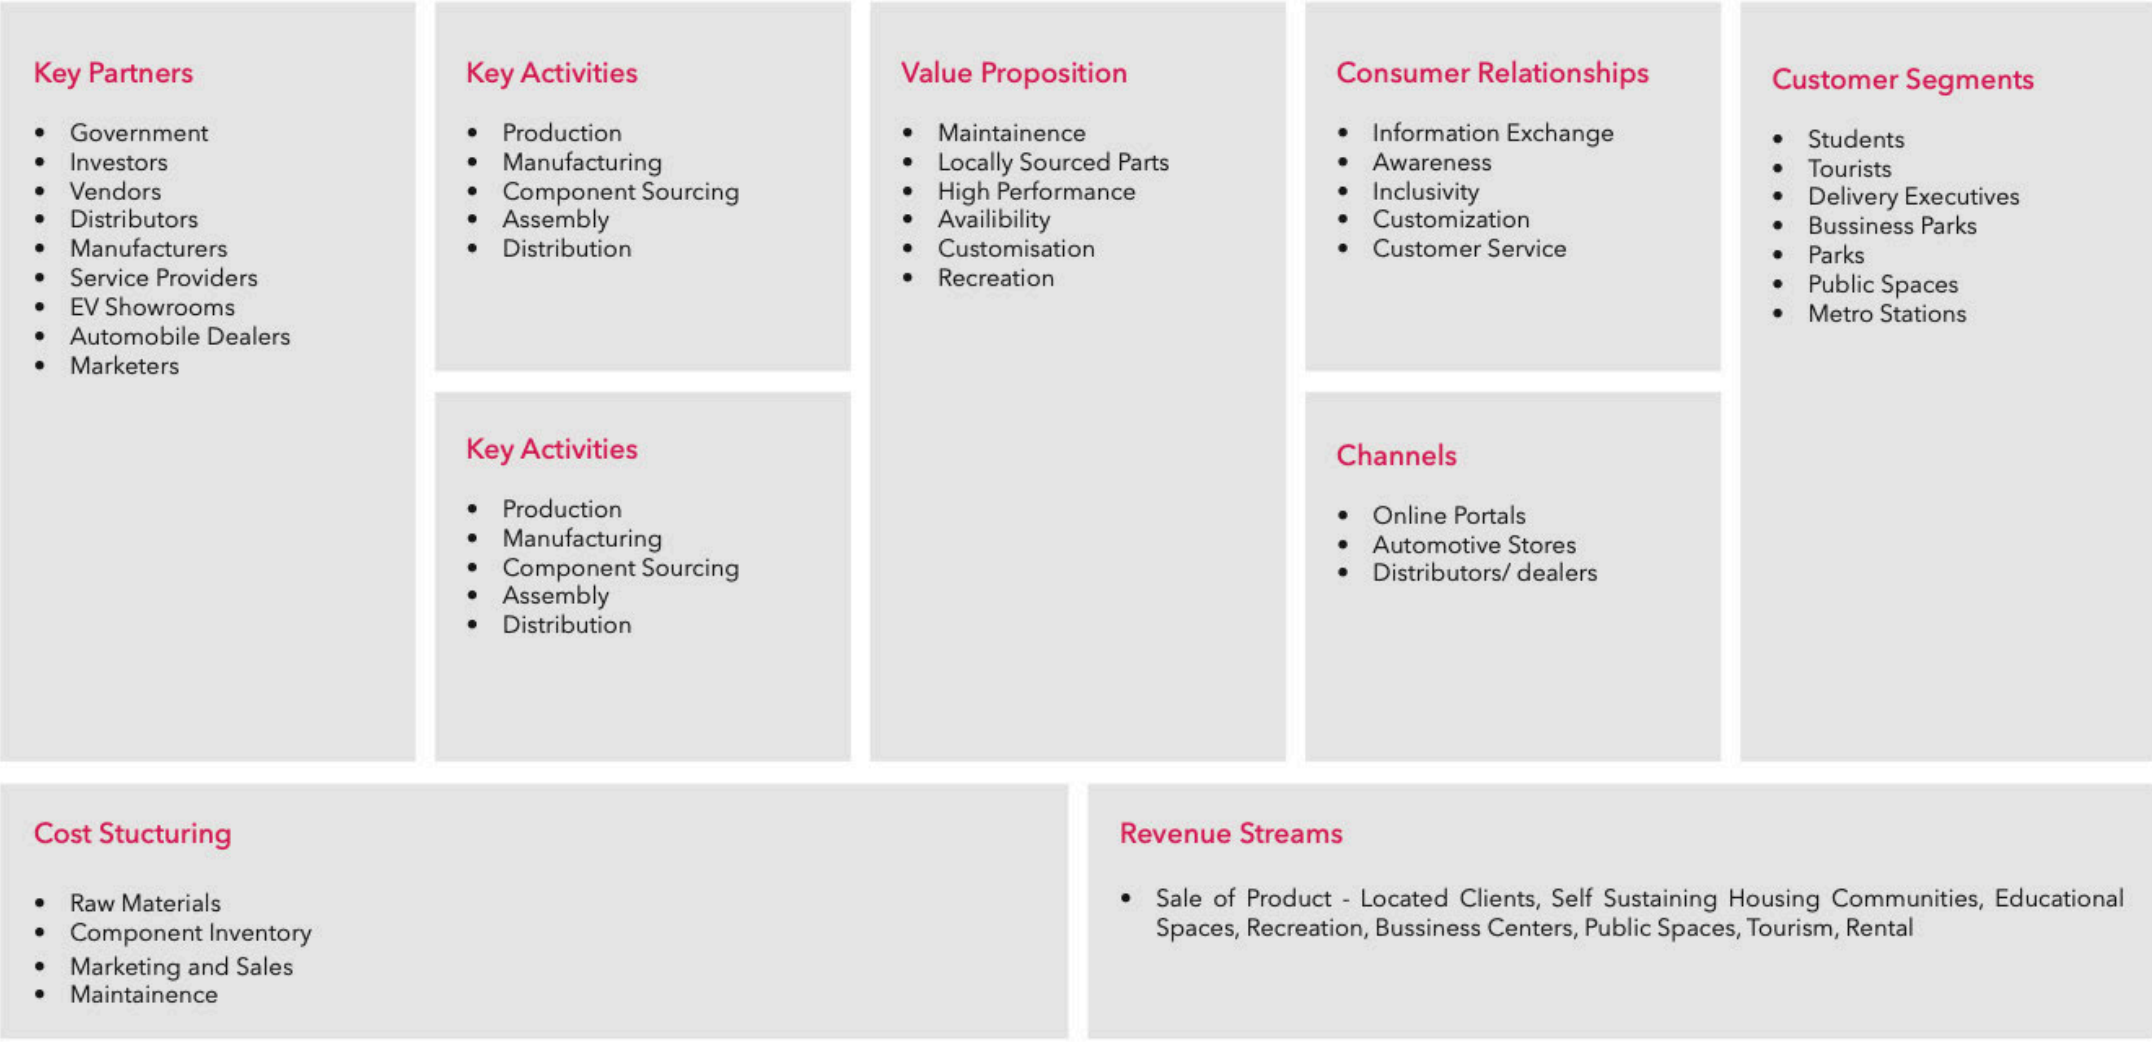 Key Partners
• Government
• Investors
• Vendors
• Distributors
• Manufacturers
• Service Providers
• EV Showrooms
• Automobile Dealers
• Marketers
Key Activities
• Production
• Manufacturing
• Component Sourcing
• Assembly
• Distribution
Key Activities
• Production
• Manufacturing
• Component Sourcing
• Assembly
• Distribution
Value Proposition
• Maintainence
• Locally Sourced Parts
• High Performance
• Availibility
• Customisation
• Recreation
Consumer Relationships
• Information Exchange
• Awareness
• Inclusivity
• Customization
• Customer Service
Channels
• Online Portals
• Automotive Stores
• Distributors/ dealers
Customer Segments
• Students
• Tourists
• Delivery Executives
• Bussiness Parks
• Parks
• Public Spaces
• Metro Stations
Cost Stucturing
• Raw Materials
• Component Inventory
• Marketing and Sales
• Maintainence
Revenue Streams
• Sale of Product - Located Clients, Self Sustaining Housing Communities, Educational
Spaces, Recreation, Bussiness Centers, Public Spaces, Tourism, Rental